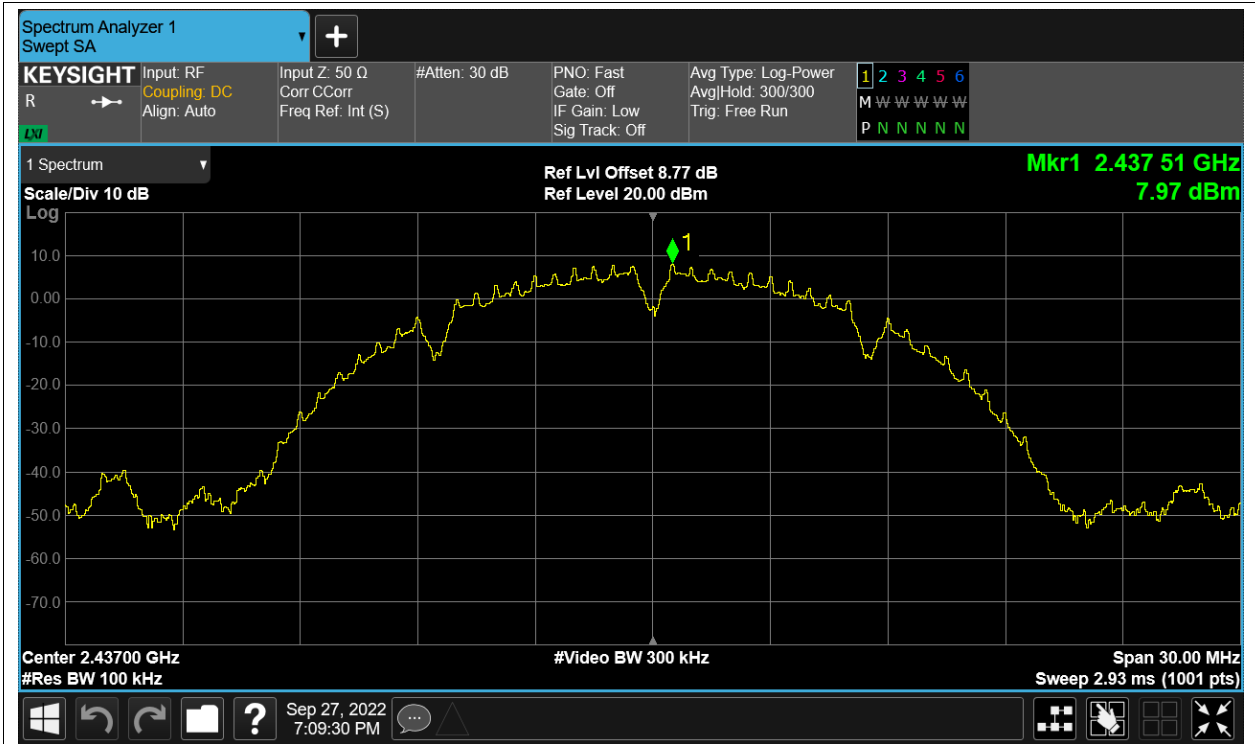 Spectrum Analyzer 1
Swept SA
KEYSIGHT
R
LXI
Input: RF
Coupling: DC
Align: Auto
Input Z: 50 Ω
Corr CCorr
Freq Ref: Int (S)
#Atten: 30 dB
PNO: Fast
Gate: Off
IF Gain: Low
Sig Track: Off
Avg Type: Log-Power
Avg|Hold: 300/300
Trig: Free Run
1 2 3 4 5 6
M W W W W W
P N N N N N
1 Spectrum
Scale/Div 10 dB
Log
Ref Lvl Offset 8.77 dB
Ref Level 20.00 dBm
Mkr1 2.437 51 GHz
7.97 dBm
1
10.0
0.00
-10.0
-20.0
-30.0
-40.0
-50.0
-60.0
-70.0
Center 2.43700 GHz
#Res BW 100 kHz
#Video BW 300 kHz
Span 30.00 MHz
Sweep 2.93 ms (1001 pts)
?
Sep 27, 2022
7:09:30 PM